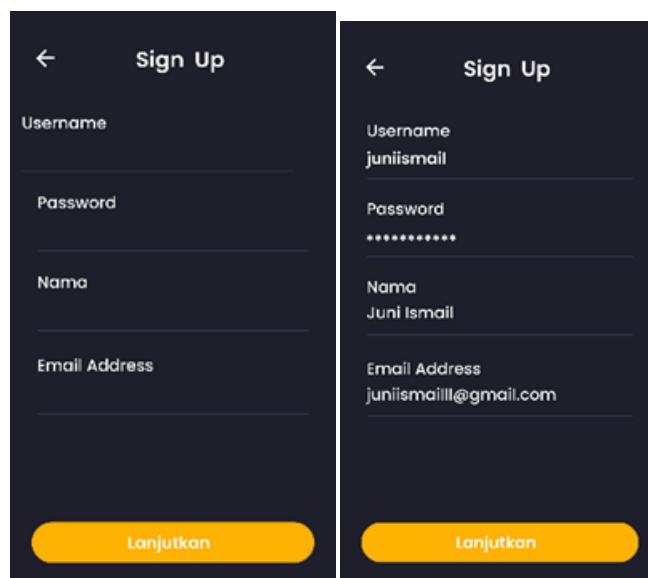 Sign Up
Username
Password
Nama
Email Address
Lanjutkan
Sign Up
Username
juniismail
Password
***********
Nama
Juni Ismail
Email Address
juniismailll@gmail.com
Lanjutkan